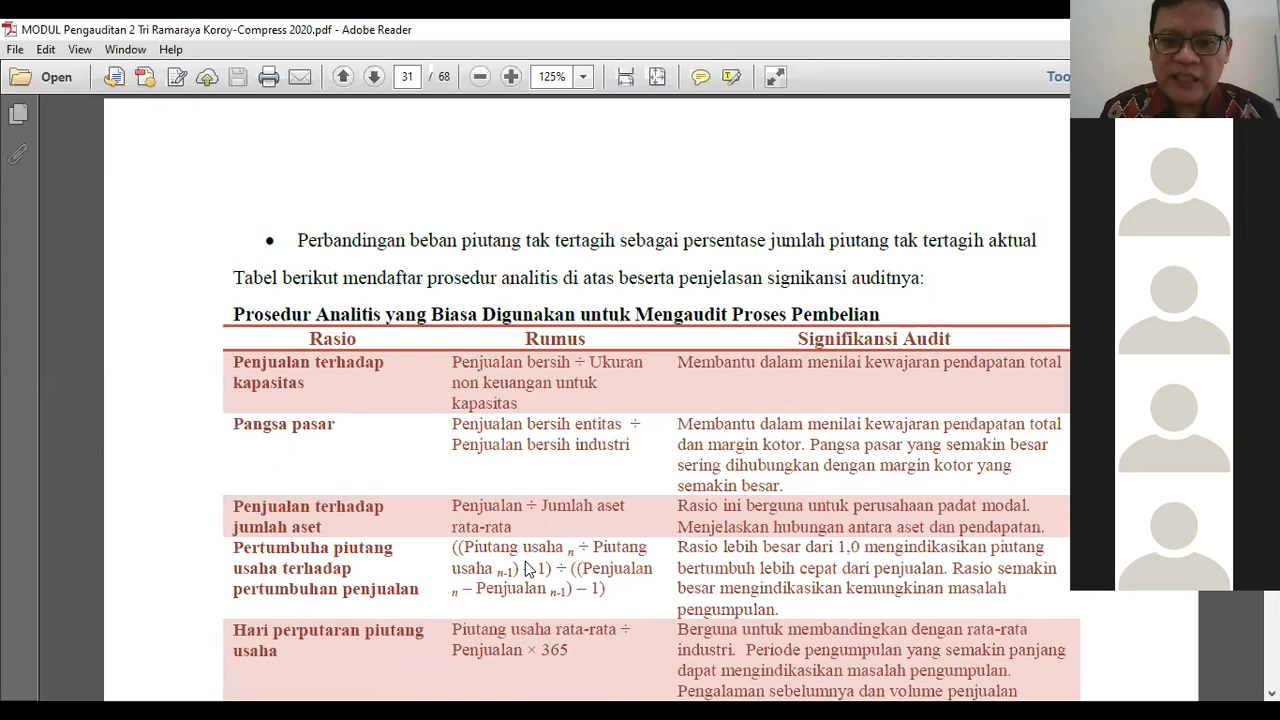 MODUL Pengauditan 2 Tri Ramaraya Koroy-Compress 2020.pdf - Adobe Reader
File Edit View Window Help
Open 31 / 68 125% Too
• Perbandingan beban piutang tak tertagih sebagai persentase jumlah piutang tak tertagih aktual
Tabel berikut mendaftar prosedur analitis di atas beserta penjelasan signikansi auditnya:
Prosedur Analitis yang Biasa Digunakan untuk Mengaudit Proses Pembelian
Rasio Rumus Signifikansi Audit
Penjualan terhadap Penjualan bersih ÷ Ukuran Membantu dalam menilai kewajaran pendapatan total
kapasitas non keuangan untuk
kapasitas
Pangsa pasar Penjualan bersih entitas ÷ Membantu dalam menilai kewajaran pendapatan total
Penjualan bersih industri dan margin kotor. Pangsa pasar yang semakin besar
sering dihubungkan dengan margin kotor yang
semakin besar.
Penjualan terhadap Penjualan ÷ Jumlah aset Rasio ini berguna untuk perusahaan padat modal.
jumlah aset rata-rata Menjelaskan hubungan antara aset dan pendapatan.
Pertumbuha piutang ((Piutang usaha n ÷ Piutang Rasio lebih besar dari 1,0 mengindikasikan piutang
usaha terhadap usaha n-1) 1) ÷ ((Penjualan bertumbuh lebih cepat dari penjualan. Rasio semakin
pertumbuhan penjualan n – Penjualan n-1) – 1) besar mengindikasikan kemungkinan masalah
pengumpulan.
Hari perputaran piutang Piutang usaha rata-rata ÷ Berguna untuk membandingkan dengan rata-rata
usaha Penjualan × 365 industri. Periode pengumpulan yang semakin panjang
dapat mengindikasikan masalah pengumpulan.
Pengalaman sebelumnya dan volume penjualan